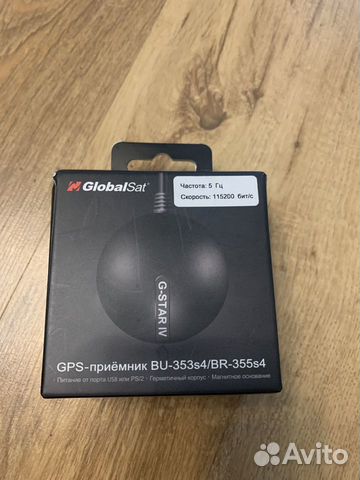 GlobalSat®
Частота: 5 Гц
Скорость: 115200 бит/с
G-STAR IV
GPS-приёмник BU-353s4/BR-355s4
• Питание от порта USB или PS/2 • Герметичный корпус • Магнитное основание
Avito